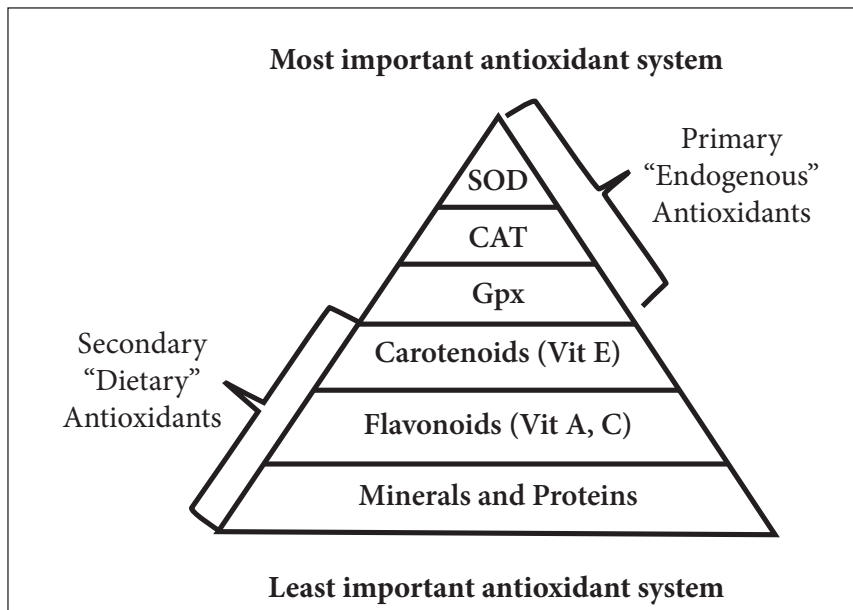 Most important antioxidant system
Primary
“Endogenous”
Antioxidants
SOD
CAT
Gpx
Secondary
“Dietary”
Antioxidants
Carotenoids (Vit E)
Flavonoids (Vit A, C)
Minerals and Proteins
Least important antioxidant system